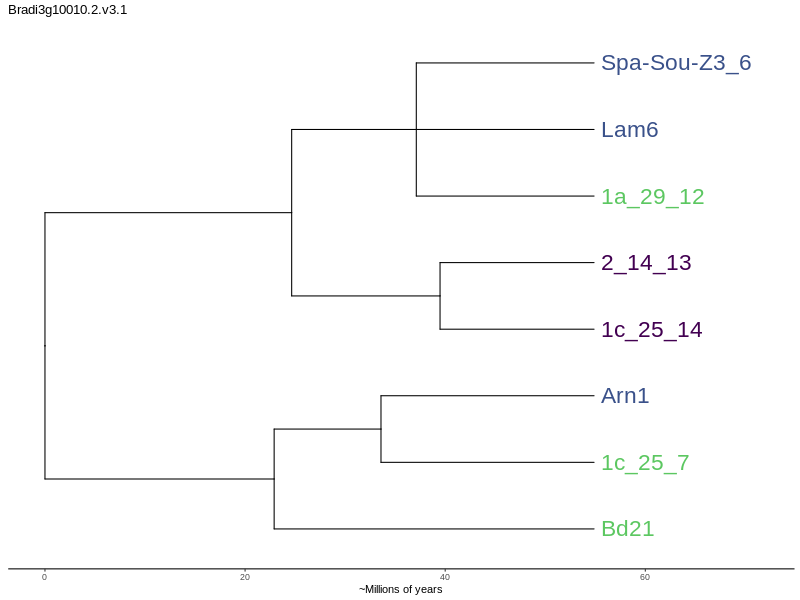 Bradi3g10010.2.v3.1
Spa-Sou-Z3_6
Lam6
1a_29_12
2_14_13
1c_25_14
Arn1
1c_25_7
Bd21
0 20 40 60
~Millions of years